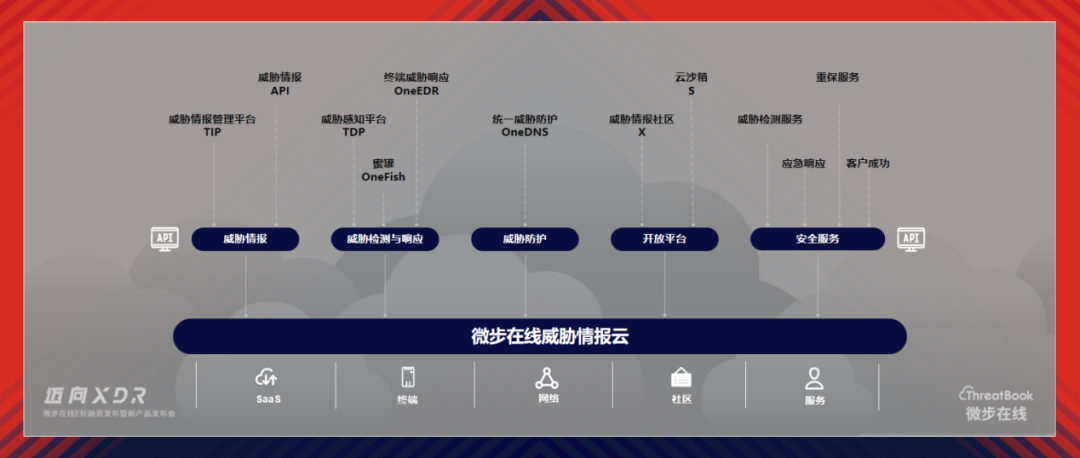 威胁情报
API
终端威胁响应
OneEDR
云沙箱
S
重保服务
威胁情报管理平台
TIP
威胁感知平台
TDP
统一威胁防护
OneDNS
威胁情报社区
X
威胁检测服务
蜜罐
OneFish
应急响应
客户成功
API
威胁情报
威胁检测与响应
威胁防护
开放平台
安全服务
API
微步在线威胁情报云
SaaS
终端
网络
社区
服务
迈向XDR
微步在线E轮融资发布暨新产品发布会
ThreatBook
微步在线